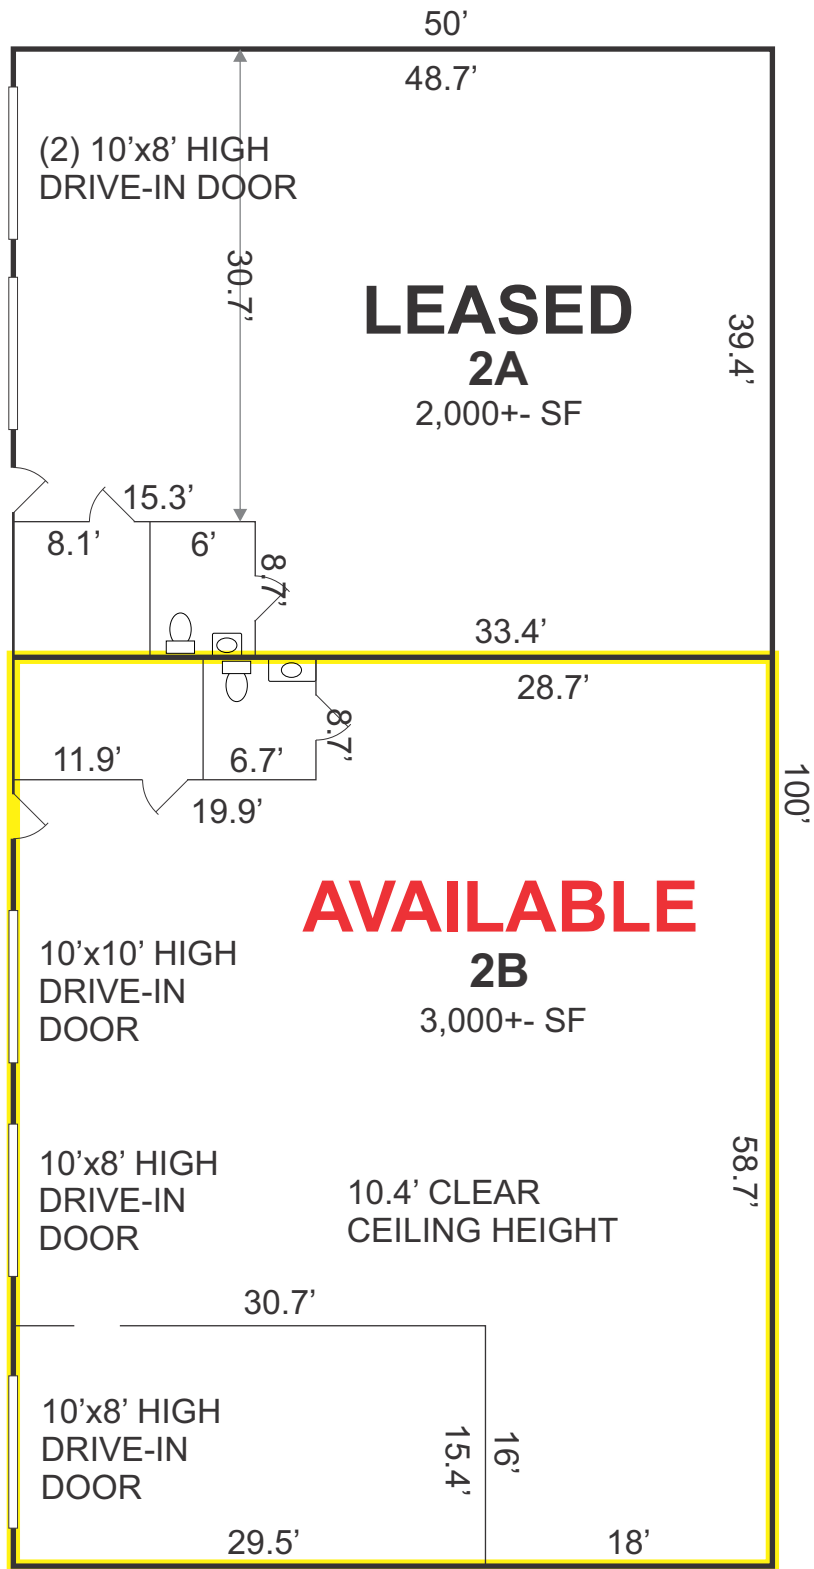 50’
48.7’
(2) 10’x8’ HIGH
DRIVE-IN DOOR
30.7’
LEASED
2A
2,000+- SF
39.4’
15.3’
8.1’
6’
8.7’
33.4’
28.7’
8.7’
11.9’
6.7’
19.9’
100’
AVAILABLE
2B
3,000+- SF
10’x10’ HIGH
DRIVE-IN
DOOR
10’x8’ HIGH
DRIVE-IN
DOOR
10.4’ CLEAR
CEILING HEIGHT
58.7’
30.7’
10’x8’ HIGH
DRIVE-IN
DOOR
15.4’
16’
29.5’
18’